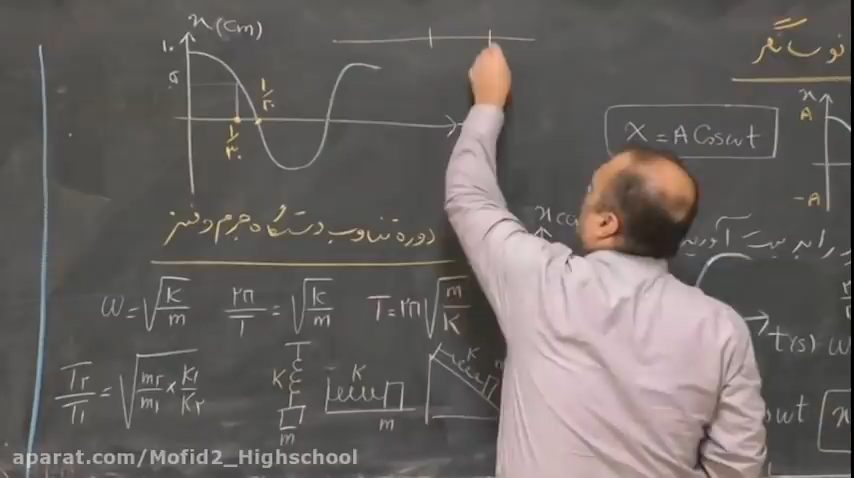 نوسانگر
x
A
-A
X = A Cosωt
x(cm)
۱۰
۵
۱/۳۰
۱/۲۰
دوره تناوب دستگاه جرم و فنر
ω = √(K/m)
۲π/T = √(k/m)
T = ۲π√(m/K)
T۲/T۱ = √(m۲/m۱ × K۱/K۲)
K
m
K
m
K
t(s)
aparat.com/Mofid2_Highschool